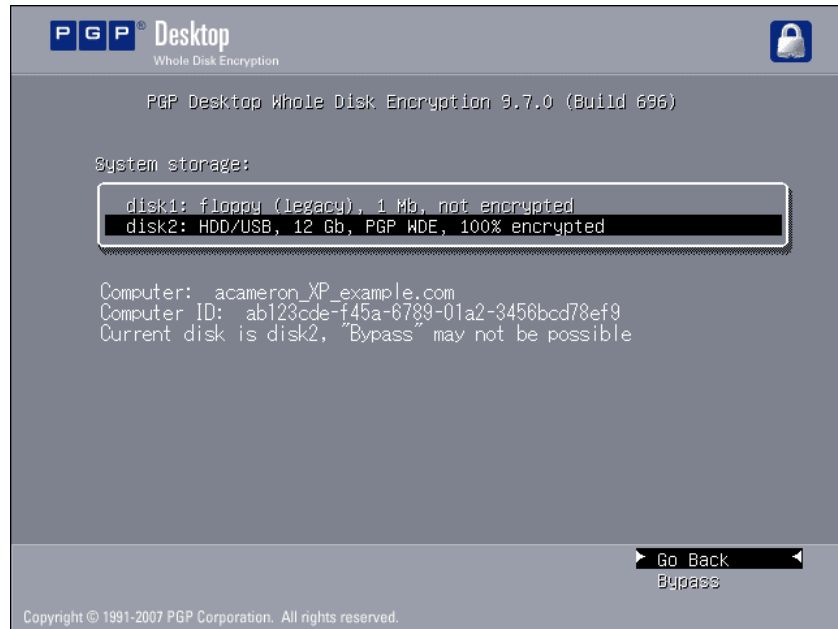 PGP® Desktop
Whole Disk Encryption
PGP Desktop Whole Disk Encryption 9.7.0 (Build 696)
System storage:
disk1: floppy (legacy), 1 Mb, not encrypted
disk2: HDD/USB, 12 Gb, PGP WDE, 100% encrypted
Computer: acameron_XP_example.com
Computer ID: ab123cde-f45a-6789-01a2-3456bcd78ef9
Current disk is disk2, "Bypass" may not be possible
Go Back
Bypass
Copyright © 1991-2007 PGP Corporation. All rights reserved.